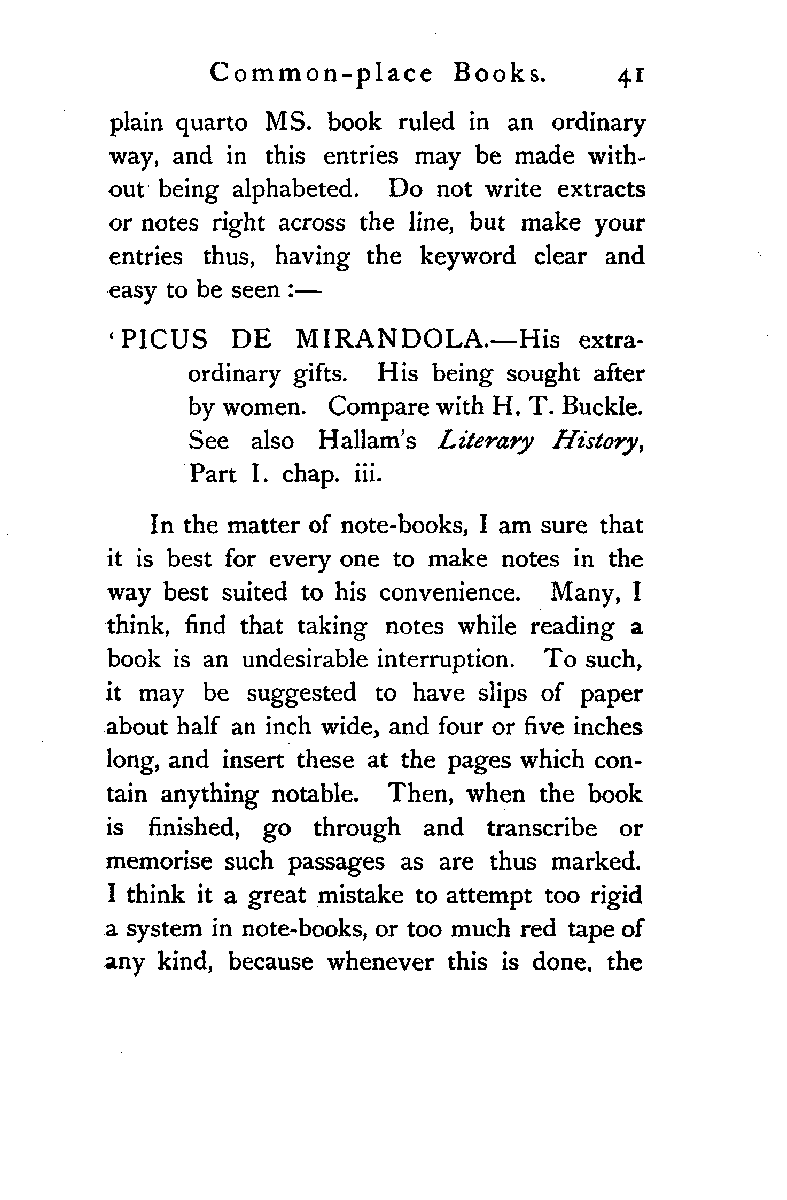 Common-place Books. 41
plain quarto MS. book ruled in an ordinary
way, and in this entries may be made with-
out being alphabeted. Do not write extracts
or notes right across the line, but make your
entries thus, having the keyword clear and
easy to be seen :—
‘PICUS DE MIRANDOLA.—His extra-
ordinary gifts. His being sought after
by women. Compare with H. T. Buckle.
See also Hallam's Literary History,
Part I. chap. iii.
In the matter of note-books, I am sure that
it is best for every one to make notes in the
way best suited to his convenience. Many, I
think, find that taking notes while reading a
book is an undesirable interruption. To such,
it may be suggested to have slips of paper
about half an inch wide, and four or five inches
long, and insert these at the pages which con-
tain anything notable. Then, when the book
is finished, go through and transcribe or
memorise such passages as are thus marked.
I think it a great mistake to attempt too rigid
a system in note-books, or too much red tape of
any kind, because whenever this is done, the